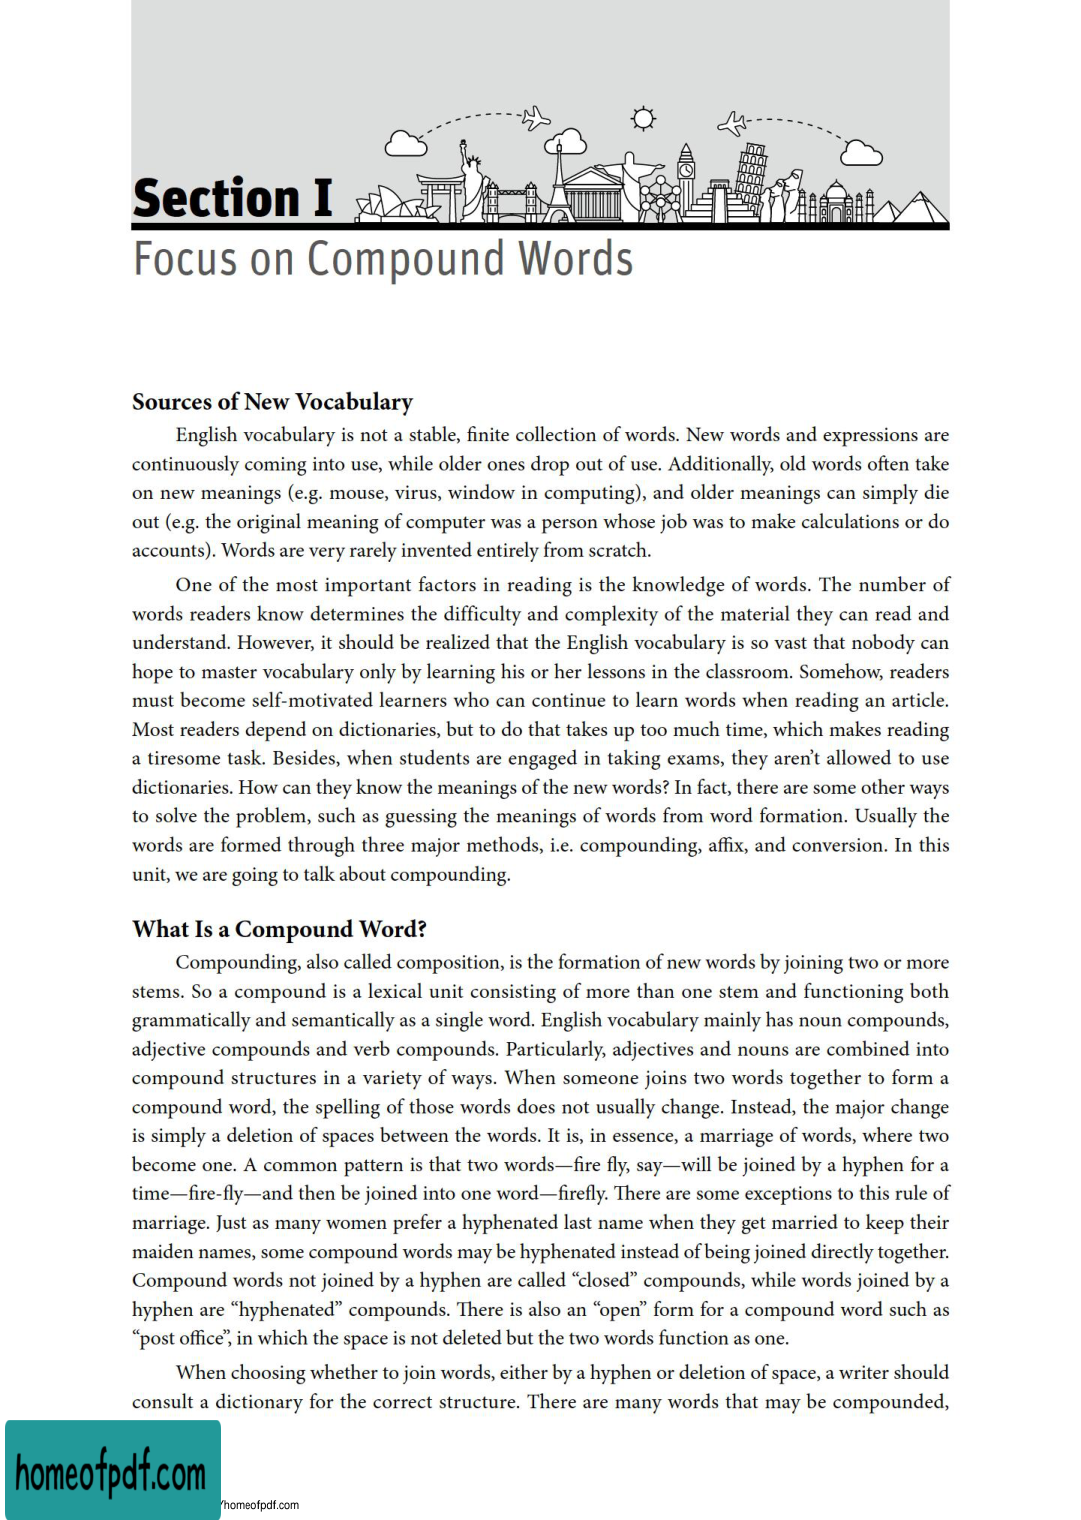 Section I
Focus on Compound Words
Sources of New Vocabulary
English vocabulary is not a stable, finite collection of words. New words and expressions are
continuously coming into use, while older ones drop out of use. Additionally, old words often take
on new meanings (e.g. mouse, virus, window in computing), and older meanings can simply die
out (e.g. the original meaning of computer was a person whose job was to make calculations or do
accounts). Words are very rarely invented entirely from scratch.
One of the most important factors in reading is the knowledge of words. The number of
words readers know determines the difficulty and complexity of the material they can read and
understand. However, it should be realized that the English vocabulary is so vast that nobody can
hope to master vocabulary only by learning his or her lessons in the classroom. Somehow, readers
must become self-motivated learners who can continue to learn words when reading an article.
Most readers depend on dictionaries, but to do that takes up too much time, which makes reading
a tiresome task. Besides, when students are engaged in taking exams, they aren’t allowed to use
dictionaries. How can they know the meanings of the new words? In fact, there are some other ways
to solve the problem, such as guessing the meanings of words from word formation. Usually the
words are formed through three major methods, i.e. compounding, affix, and conversion. In this
unit, we are going to talk about compounding.
What Is a Compound Word?
Compounding, also called composition, is the formation of new words by joining two or more
stems. So a compound is a lexical unit consisting of more than one stem and functioning both
grammatically and semantically as a single word. English vocabulary mainly has noun compounds,
adjective compounds and verb compounds. Particularly, adjectives and nouns are combined into
compound structures in a variety of ways. When someone joins two words together to form a
compound word, the spelling of those words does not usually change. Instead, the major change
is simply a deletion of spaces between the words. It is, in essence, a marriage of words, where two
become one. A common pattern is that two words—fire fly, say—will be joined by a hyphen for a
time—fire-fly—and then be joined into one word—firefly. There are some exceptions to this rule of
marriage. Just as many women prefer a hyphenated last name when they get married to keep their
maiden names, some compound words may be hyphenated instead of being joined directly together.
Compound words not joined by a hyphen are called “closed” compounds, while words joined by a
hyphen are “hyphenated” compounds. There is also an “open” form for a compound word such as
“post office”, in which the space is not deleted but the two words function as one.
When choosing whether to join words, either by a hyphen or deletion of space, a writer should
consult a dictionary for the correct structure. There are many words that may be compounded,
homeofpdf.com
/homeofpdf.com